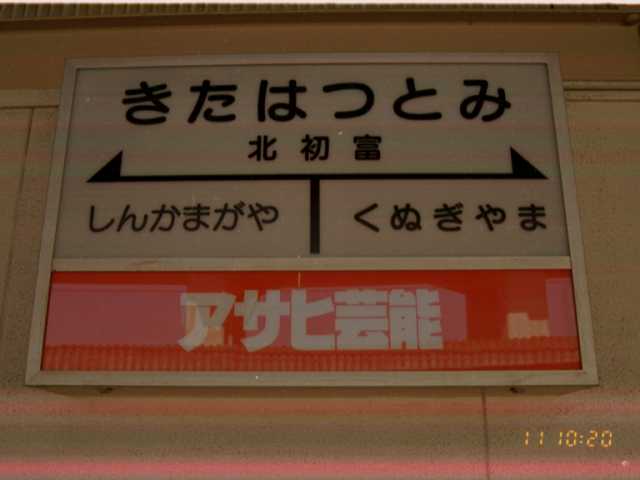 きたはつとみ
北初富
しんかまがや くぬぎやま
アサヒ芸能
11 10:20